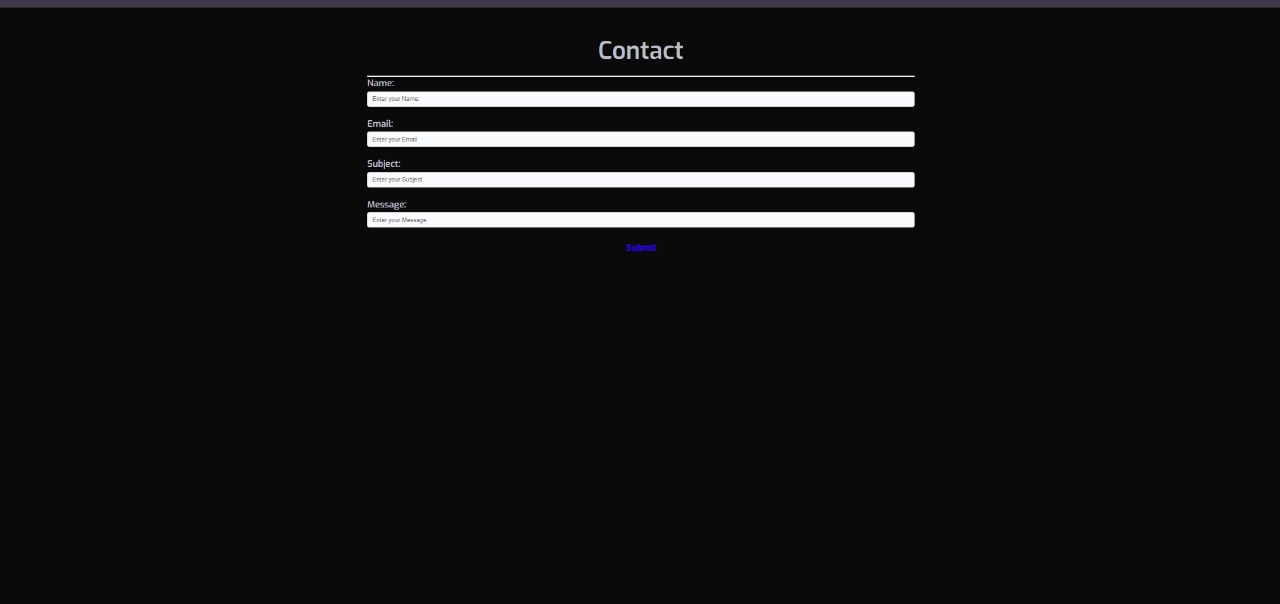 Contact
Name:
Enter your Name.
Email:
Enter your Email
Subject:
Enter your Subject
Message:
Enter your Message
Submit